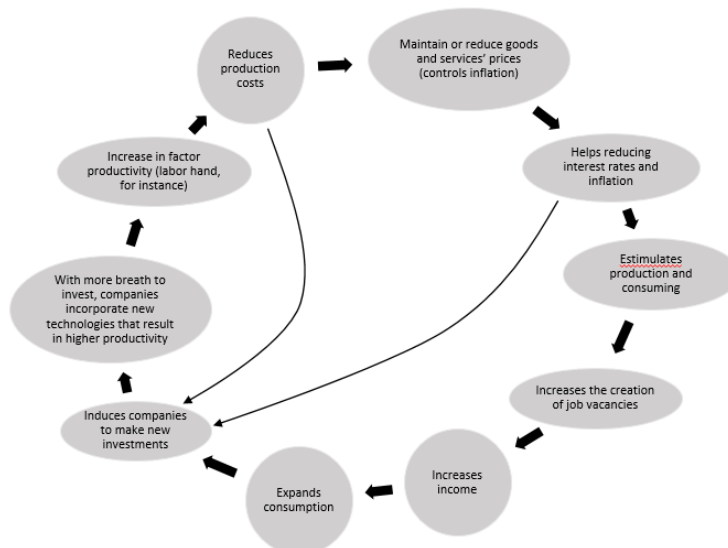 Reduces
production
costs
Maintain or reduce goods
and services’ prices
(controls inflation)
Helps reducing
interest rates and
inflation
Estimulates
production and
consuming
Increases the creation
of job vacancies
Increases
income
Expands
consumption
Induces companies
to make new
investments
With more breath to
invest, companies
incorporate new
technologies that result
in higher productivity
Increase in factor
productivity (labor hand,
for instance)